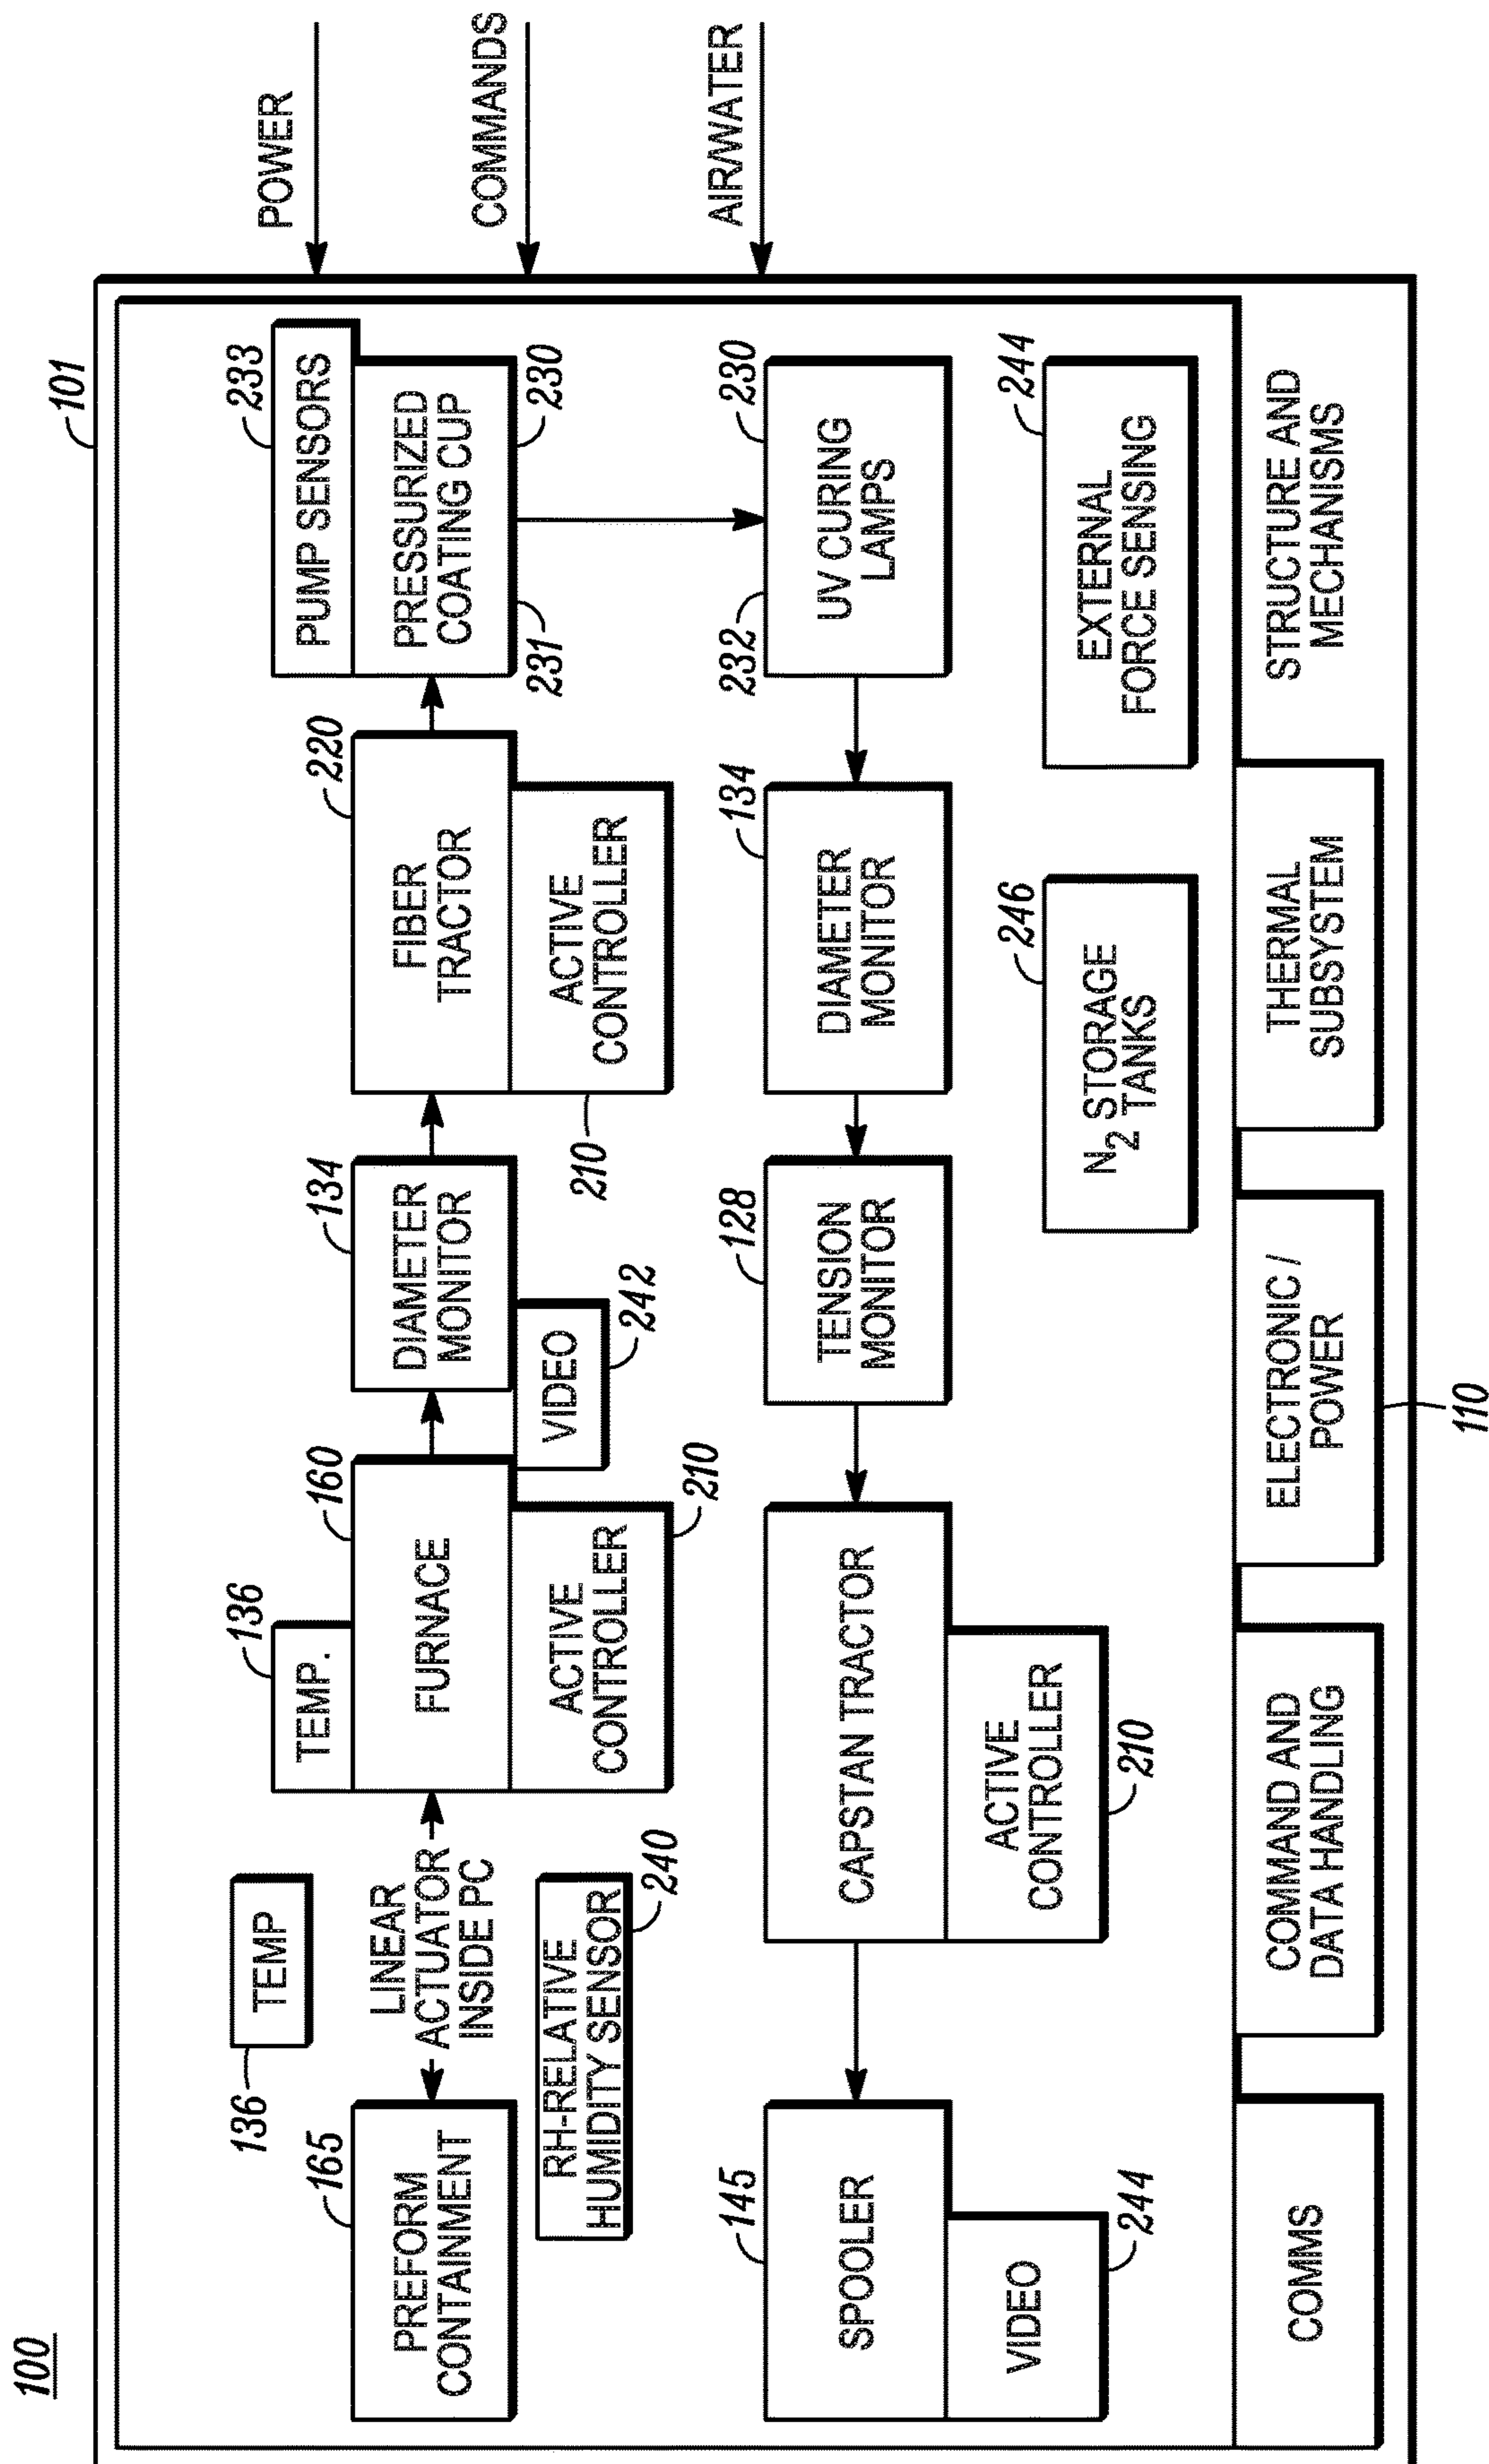 100
101
POWER
COMMANDS
AIR/WATER
136
TEMP
136
TEMP.
233
PUMP SENSORS
165
PREFORM
CONTAINMENT
LINEAR
ACTUATOR
INSIDE PC
160
FURNACE
ACTIVE
CONTROLLER
210
134
DIAMETER
MONITOR
VIDEO
242
220
FIBER
TRACTOR
ACTIVE
CONTROLLER
210
PRESSURIZED
COATING CUP
231
230
RH-RELATIVE
HUMIDITY SENSOR
240
145
SPOOLER
VIDEO
244
CAPSTAN TRACTOR
ACTIVE
CONTROLLER
210
128
TENSION
MONITOR
134
DIAMETER
MONITOR
232
230
UV CURING
LAMPS
246
N2 STORAGE
TANKS
244
EXTERNAL
FORCE SENSING
COMMS
COMMAND AND
DATA HANDLING
ELECTRONIC /
POWER
110
THERMAL
SUBSYSTEM
STRUCTURE AND
MECHANISMS